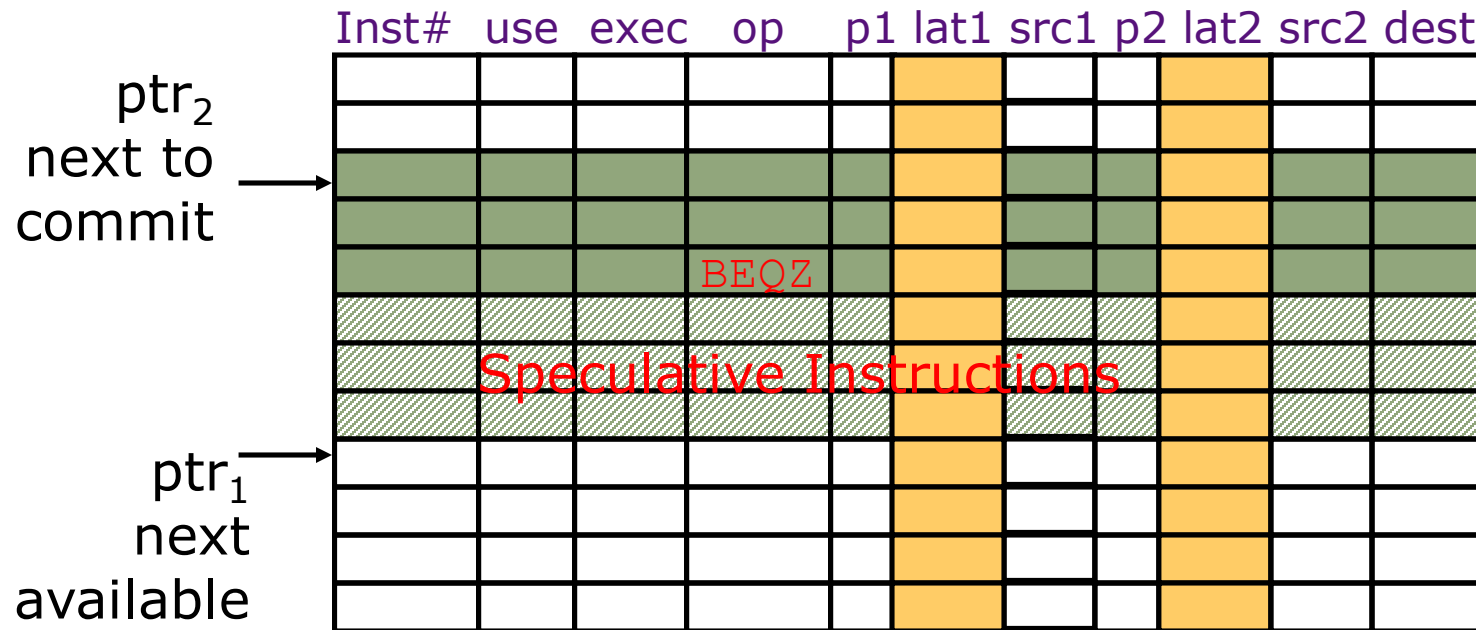 Inst# use exec op p1 lat1 src1 p2 lat2 src2 dest
ptr2
next to
commit
BEQZ
Speculative Instructions
ptr1
next
available